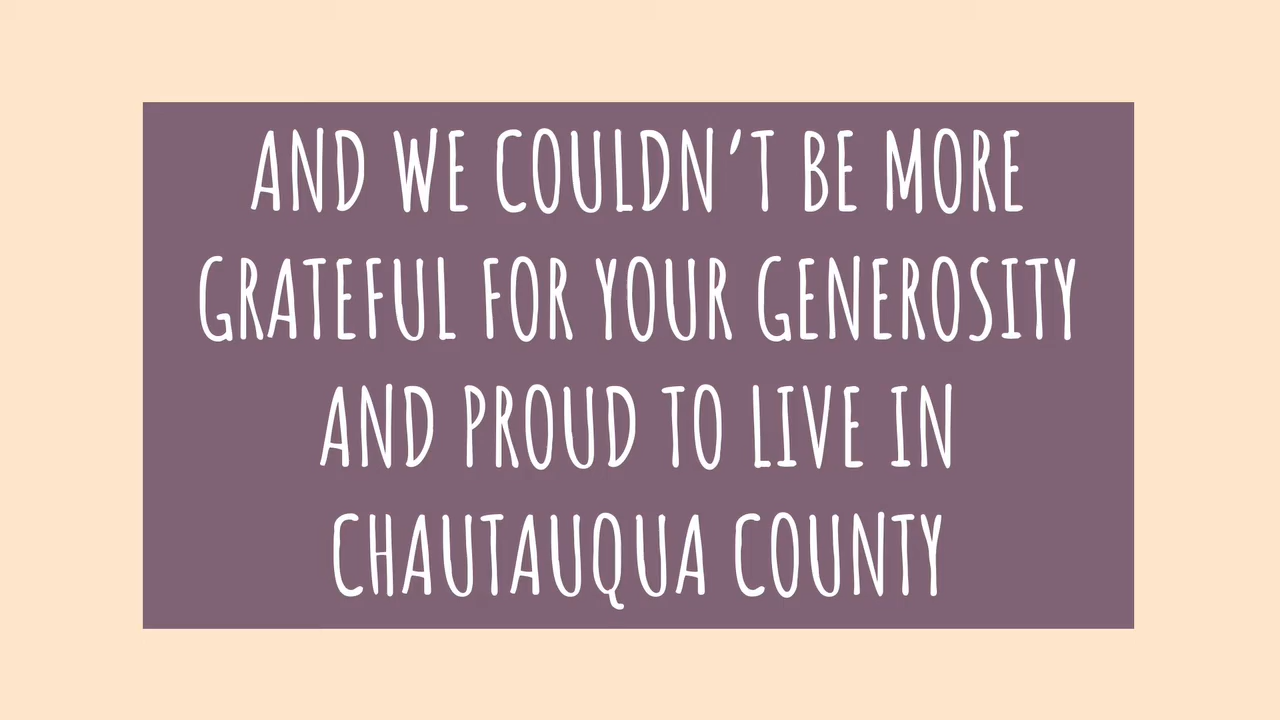 AND WE COULDN’T BE MORE
GRATEFUL FOR YOUR GENEROSITY
AND PROUD TO LIVE IN
CHAUTAUQUA COUNTY